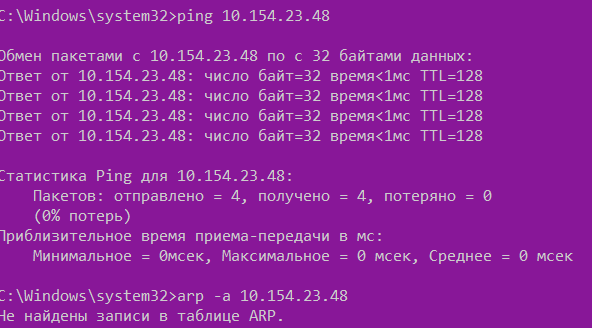 C:\Windows\system32>ping 10.154.23.48
Обмен пакетами с 10.154.23.48 по с 32 байтами данных:
Ответ от 10.154.23.48: число байт=32 время<1мс TTL=128
Ответ от 10.154.23.48: число байт=32 время<1мс TTL=128
Ответ от 10.154.23.48: число байт=32 время<1мс TTL=128
Ответ от 10.154.23.48: число байт=32 время<1мс TTL=128
Статистика Ping для 10.154.23.48:
    Пакетов: отправлено = 4, получено = 4, потеряно = 0
    (0% потерь)
Приблизительное время приема-передачи в мс:
    Минимальное = 0мсек, Максимальное = 0 мсек, Среднее = 0 мсек
C:\Windows\system32>arp -a 10.154.23.48
Не найдены записи в таблице ARP.